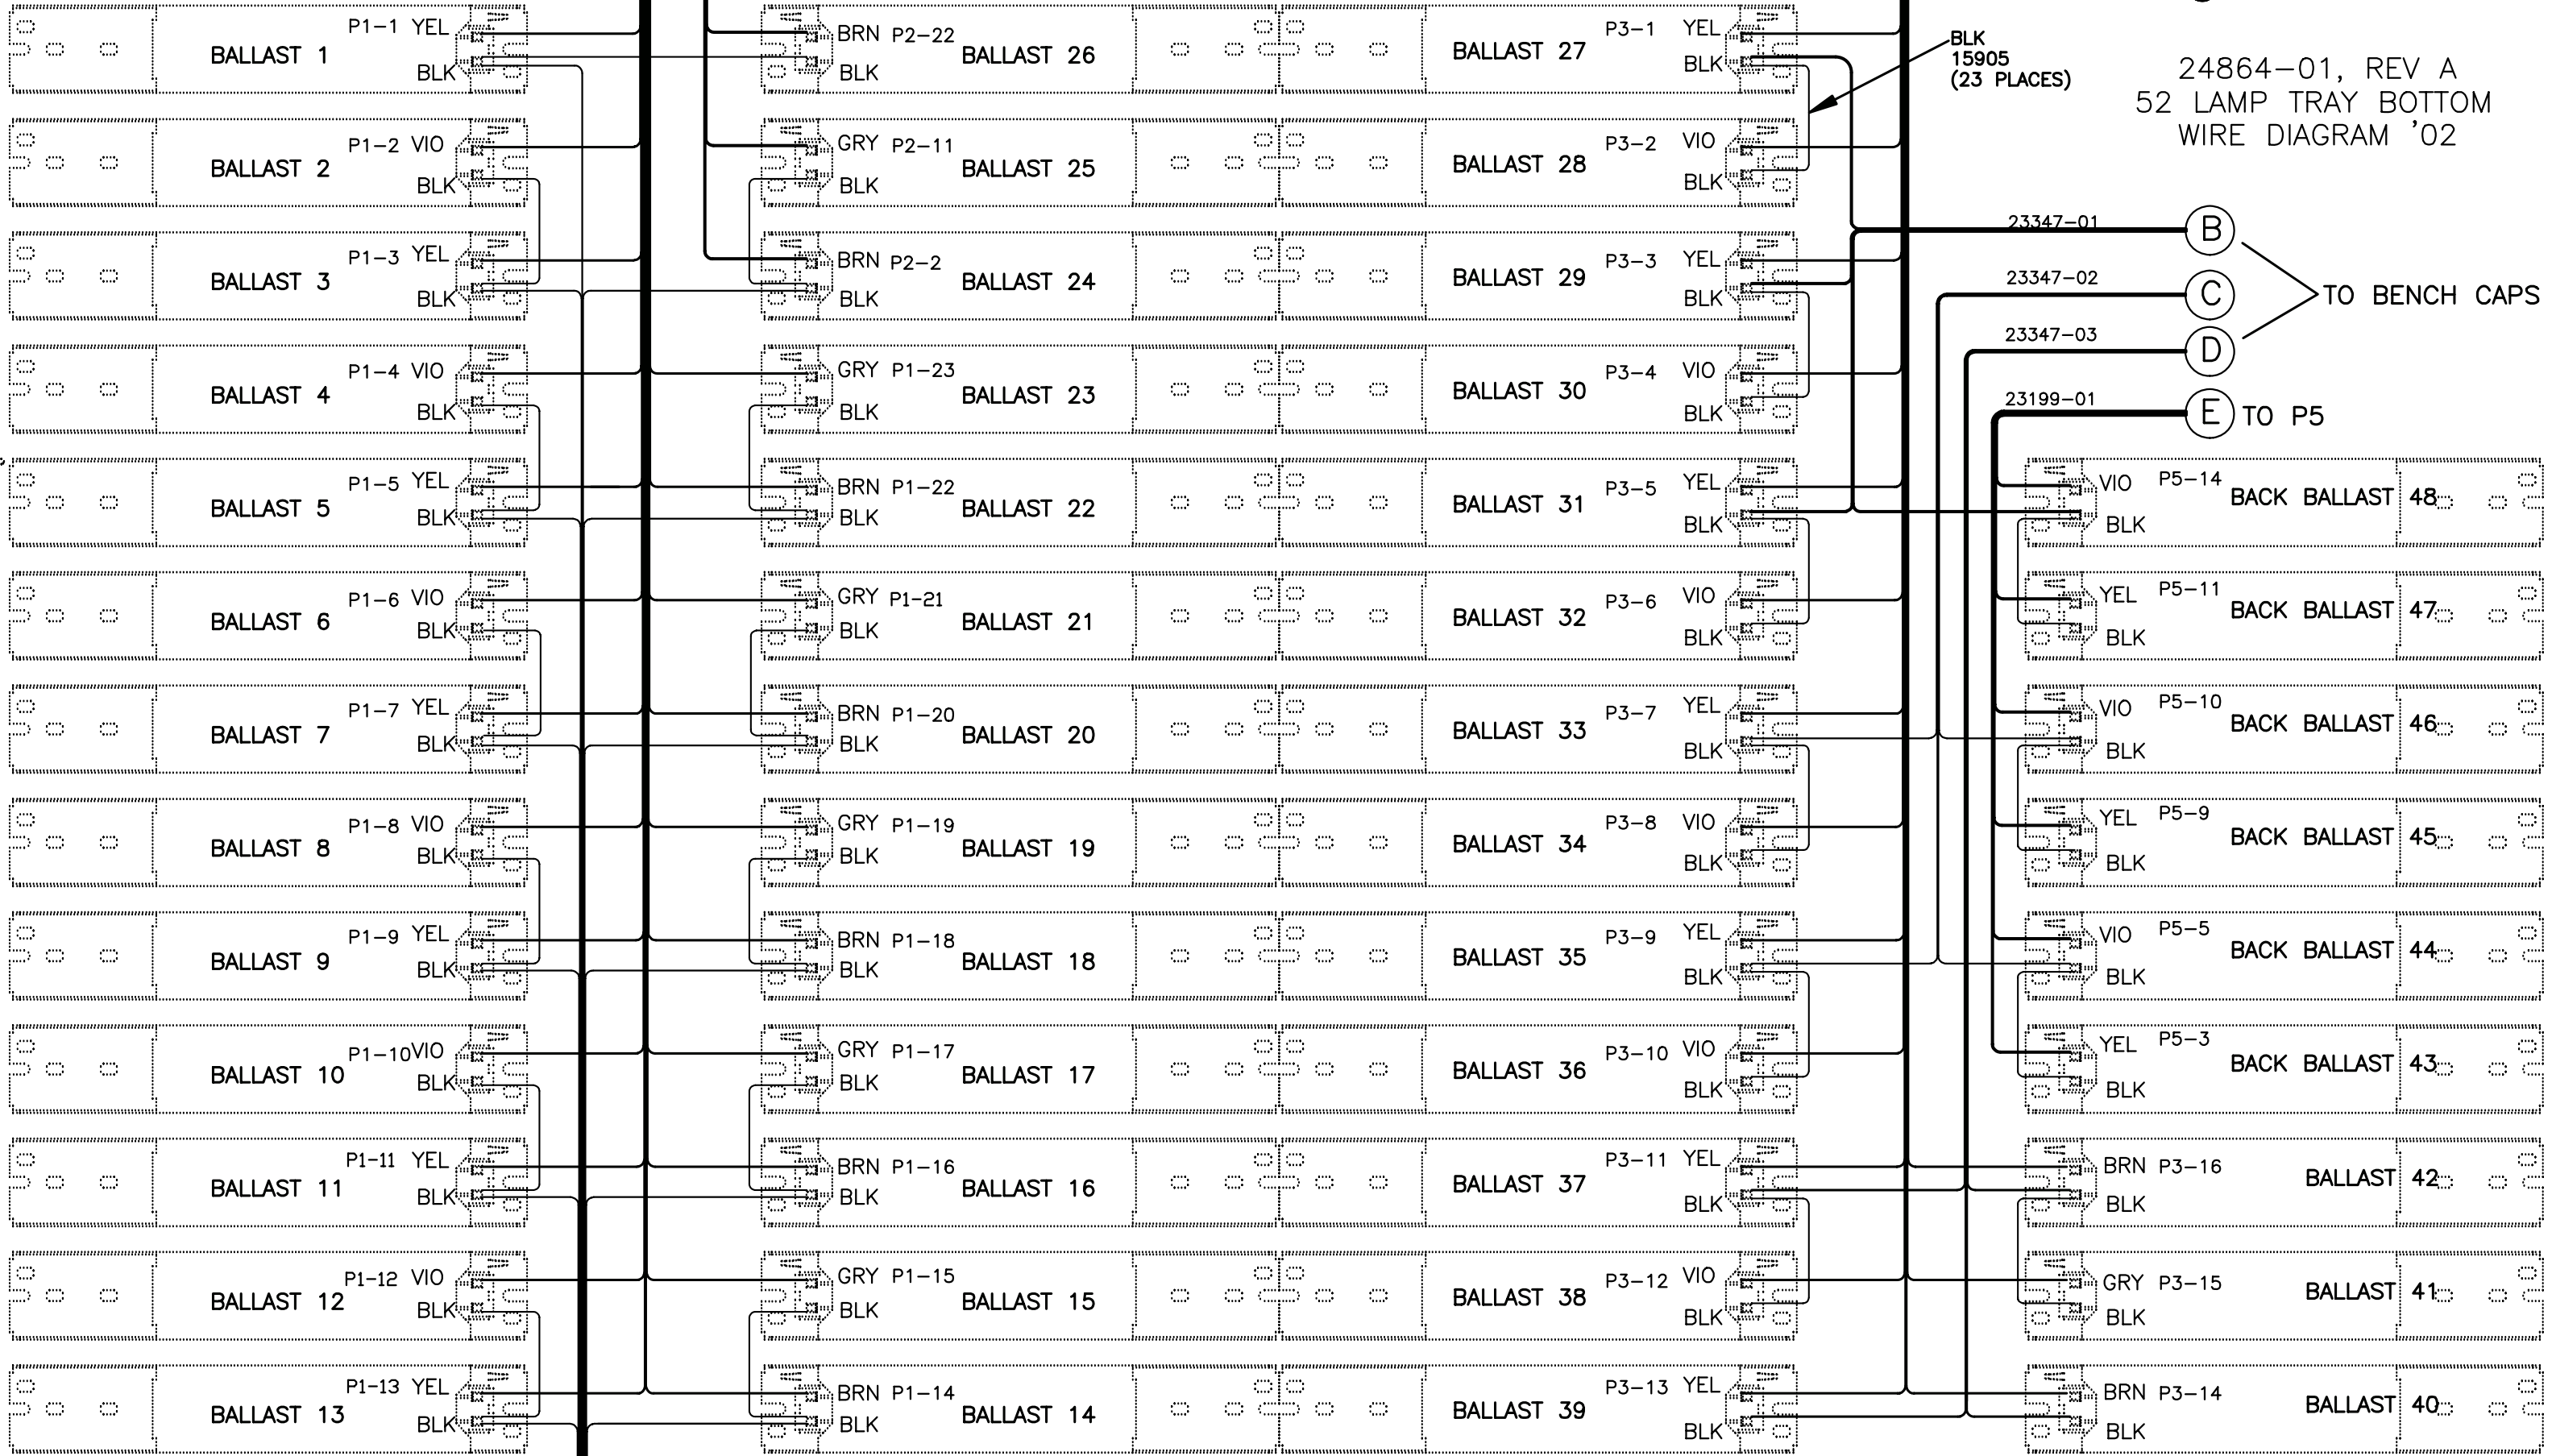 P1-1 YEL
BALLAST 1
BLK
P1-2 VIO
BALLAST 2
BLK
P1-3 YEL
BALLAST 3
BLK
P1-4 VIO
BALLAST 4
BLK
P1-5 YEL
BALLAST 5
BLK
P1-6 VIO
BALLAST 6
BLK
P1-7 YEL
BALLAST 7
BLK
P1-8 VIO
BALLAST 8
BLK
P1-9 YEL
BALLAST 9
BLK
P1-10 VIO
BALLAST 10
BLK
P1-11 YEL
BALLAST 11
BLK
P1-12 VIO
BALLAST 12
BLK
P1-13 YEL
BALLAST 13
BLK
BRN P2-22
BALLAST 26
BLK
GRY P2-11
BALLAST 25
BLK
BRN P2-2
BALLAST 24
BLK
GRY P1-23
BALLAST 23
BLK
BRN P1-22
BALLAST 22
BLK
GRY P1-21
BALLAST 21
BLK
BRN P1-20
BALLAST 20
BLK
GRY P1-19
BALLAST 19
BLK
BRN P1-18
BALLAST 18
BLK
GRY P1-17
BALLAST 17
BLK
BRN P1-16
BALLAST 16
BLK
GRY P1-15
BALLAST 15
BLK
BRN P1-14
BALLAST 14
BLK
P3-1 YEL
BALLAST 27
BLK
P3-2 VIO
BALLAST 28
BLK
P3-3 YEL
BALLAST 29
BLK
P3-4 VIO
BALLAST 30
BLK
P3-5 YEL
BALLAST 31
BLK
P3-6 VIO
BALLAST 32
BLK
P3-7 YEL
BALLAST 33
BLK
P3-8 VIO
BALLAST 34
BLK
P3-9 YEL
BALLAST 35
BLK
P3-10 VIO
BALLAST 36
BLK
P3-11 YEL
BALLAST 37
BLK
P3-12 VIO
BALLAST 38
BLK
P3-13 YEL
BALLAST 39
BLK
BLK
15905
(23 PLACES)
24864-01, REV A
52 LAMP TRAY BOTTOM
WIRE DIAGRAM '02
23347-01
B
23347-02
C
TO BENCH CAPS
23347-03
D
23199-01
E TO P5
VIO P5-14
BACK BALLAST 48
BLK
YEL P5-11
BACK BALLAST 47
BLK
VIO P5-10
BACK BALLAST 46
BLK
YEL P5-9
BACK BALLAST 45
BLK
VIO P5-5
BACK BALLAST 44
BLK
YEL P5-3
BACK BALLAST 43
BLK
BRN P3-16
BALLAST 42
BLK
GRY P3-15
BALLAST 41
BLK
BRN P3-14
BALLAST 40
BLK